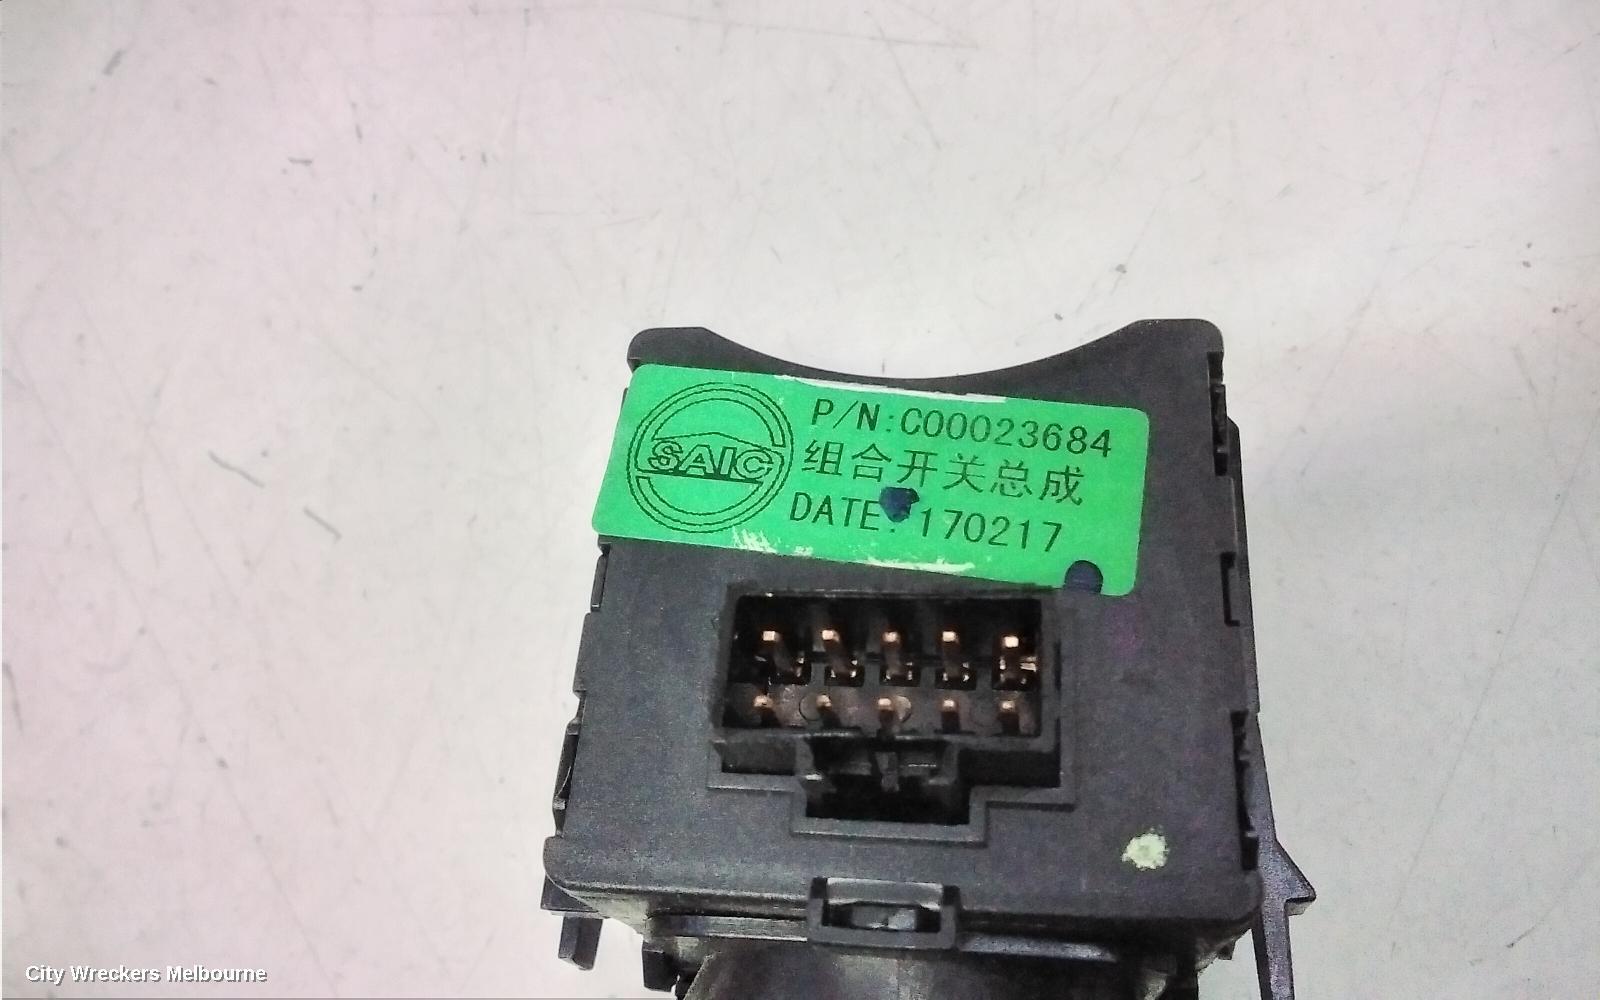 SAIC
P/N:C00023684
组合开关总成
DATE: 170217
City Wreckers Melbourne